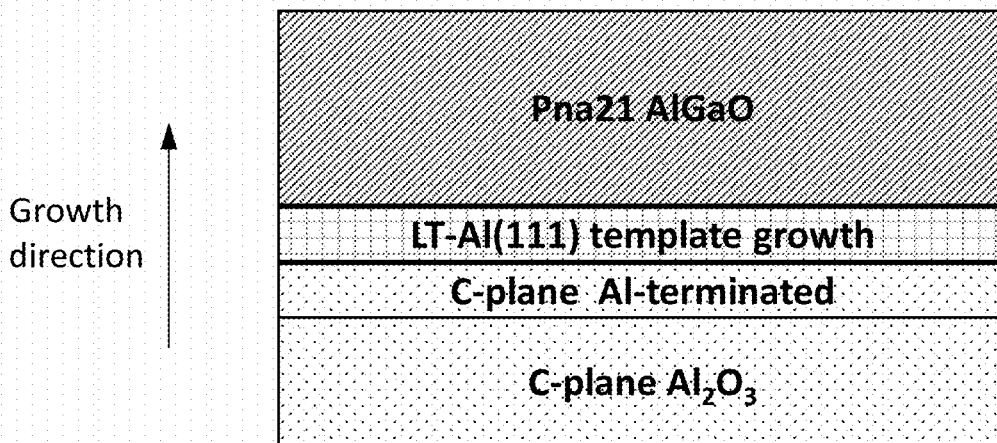 Pna21 AlGaO
Growth
direction
LT-Al(111) template growth
C-plane Al-terminated
C-plane Al₂O₃